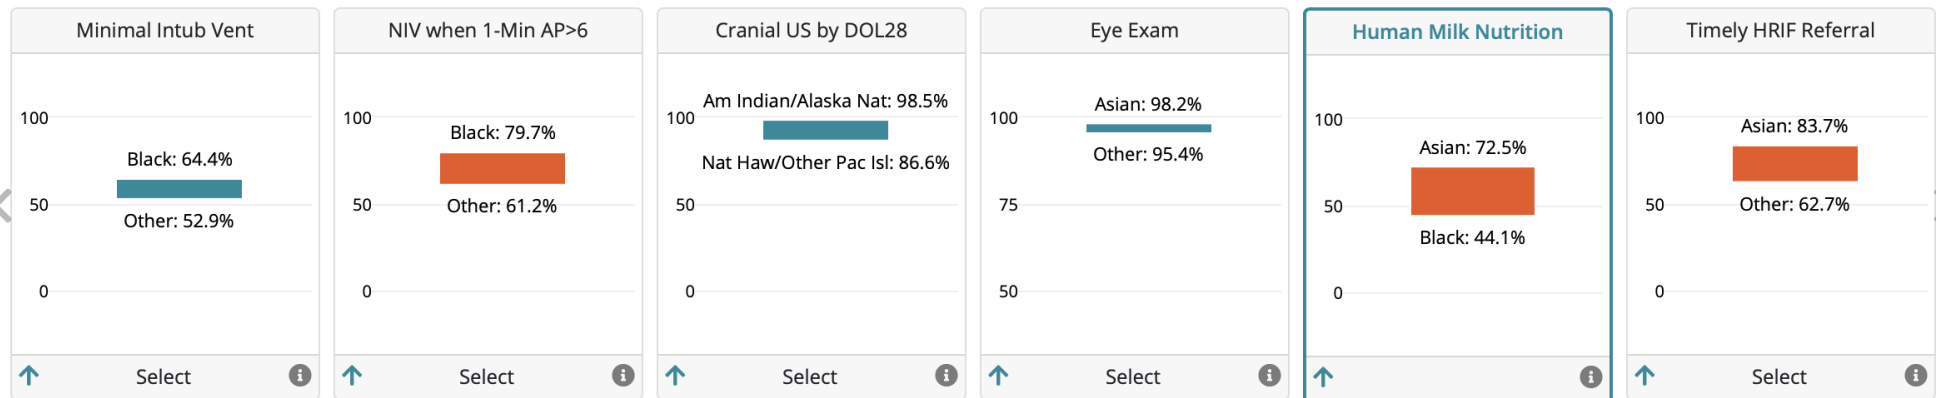 Minimal Intub Vent
100
Black: 64.4%
50
Other: 52.9%
0
Select
NIV when 1-Min AP>6
100
Black: 79.7%
50
Other: 61.2%
0
Select
Cranial US by DOL28
Am Indian/Alaska Nat: 98.5%
100
Nat Haw/Other Pac Isl: 86.6%
50
0
Select
Eye Exam
Asian: 98.2%
100
Other: 95.4%
75
50
Select
Human Milk Nutrition
100
Asian: 72.5%
50
Black: 44.1%
0
Timely HRIF Referral
100
Asian: 83.7%
50
Other: 62.7%
0
Select